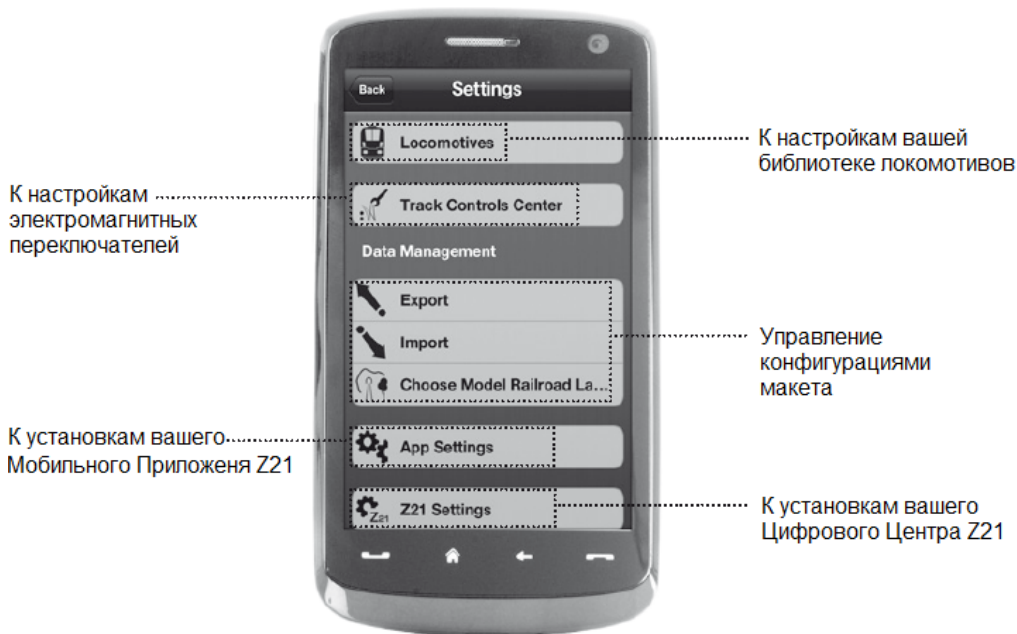 Back
Settings
Locomotives
К настройкам вашей
библиотеке локомотивов
К настройкам
электромагнитных
переключателей
Track Controls Center
Data Management
Export
Import
Choose Model Railroad La...
Управление
конфигурациями
макета
К установкам вашего
Мобильного Приложеня Z21
App Settings
Z21 Settings
Z21
К установкам вашего
Цифрового Центра Z21